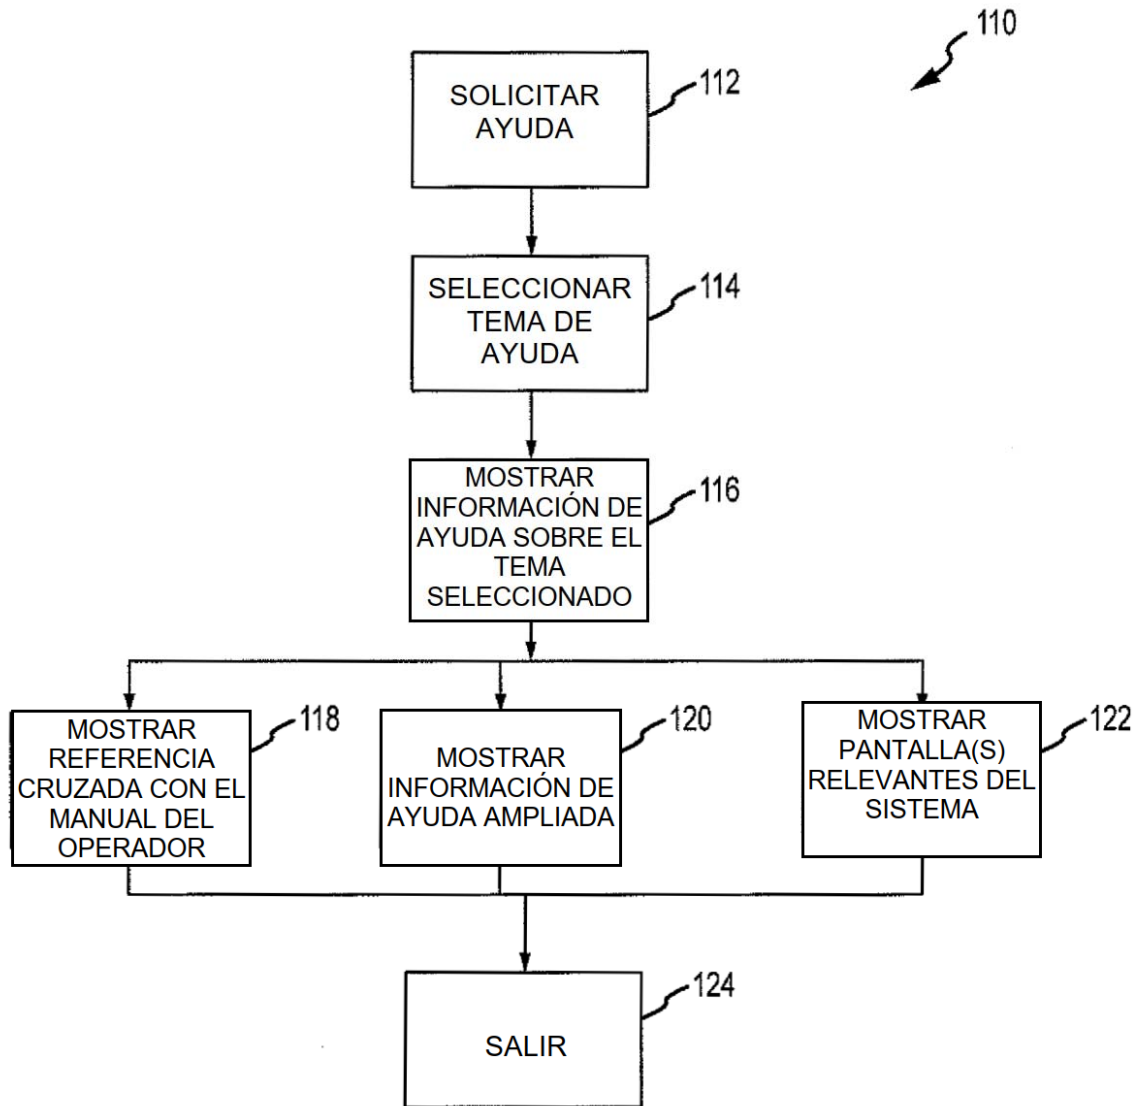 110
SOLICITAR
AYUDA
112
SELECCIONAR
TEMA DE
AYUDA
114
MOSTRAR
INFORMACIÓN DE
AYUDA SOBRE EL
TEMA
SELECCIONADO
116
MOSTRAR
REFERENCIA
CRUZADA CON EL
MANUAL DEL
OPERADOR
118
MOSTRAR
INFORMACIÓN DE
AYUDA AMPLIADA
120
MOSTRAR
PANTALLA(S)
RELEVANTES DEL
SISTEMA
122
SALIR
124